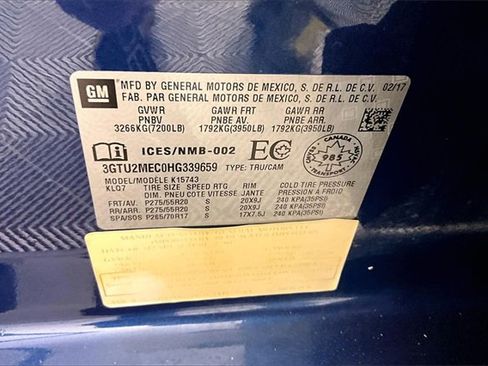 GM
MFD BY GENERAL MOTORS DE MEXICO, S. DE R.L. DE C.V. 02/17
FAB. PAR GENERAL MOTORS DE MEXICO, S. DE R.L. DE C.V.
GVWR GAWR FRT GAWR RR
PNBV PNBE AV. PNBE ARR.
3266KG(7200LB) 1792KG(3950LB) 1792KG(3950LB)
ICES/NMB-002 EC CANADA 985 TRANSPORT
3GTU2MEC0HG339659 TYPE: TRU/CAM
MODEL/MODÈLE K15743
KLQ7 TIRE SIZE SPEED RTG RIM COLD TIRE PRESSURE
DIM PNEU COTE VITESSE JANTE PRESSION A FROID
FRT/AV P275/55R20 S 20X9J 240 KPA(35PSI)
RR/ARR P275/55R20 S 20X9J 240 KPA(35PSI)
SPA/SOS P265/70R17 S 17X7.5J 240 KPA(35PSI)